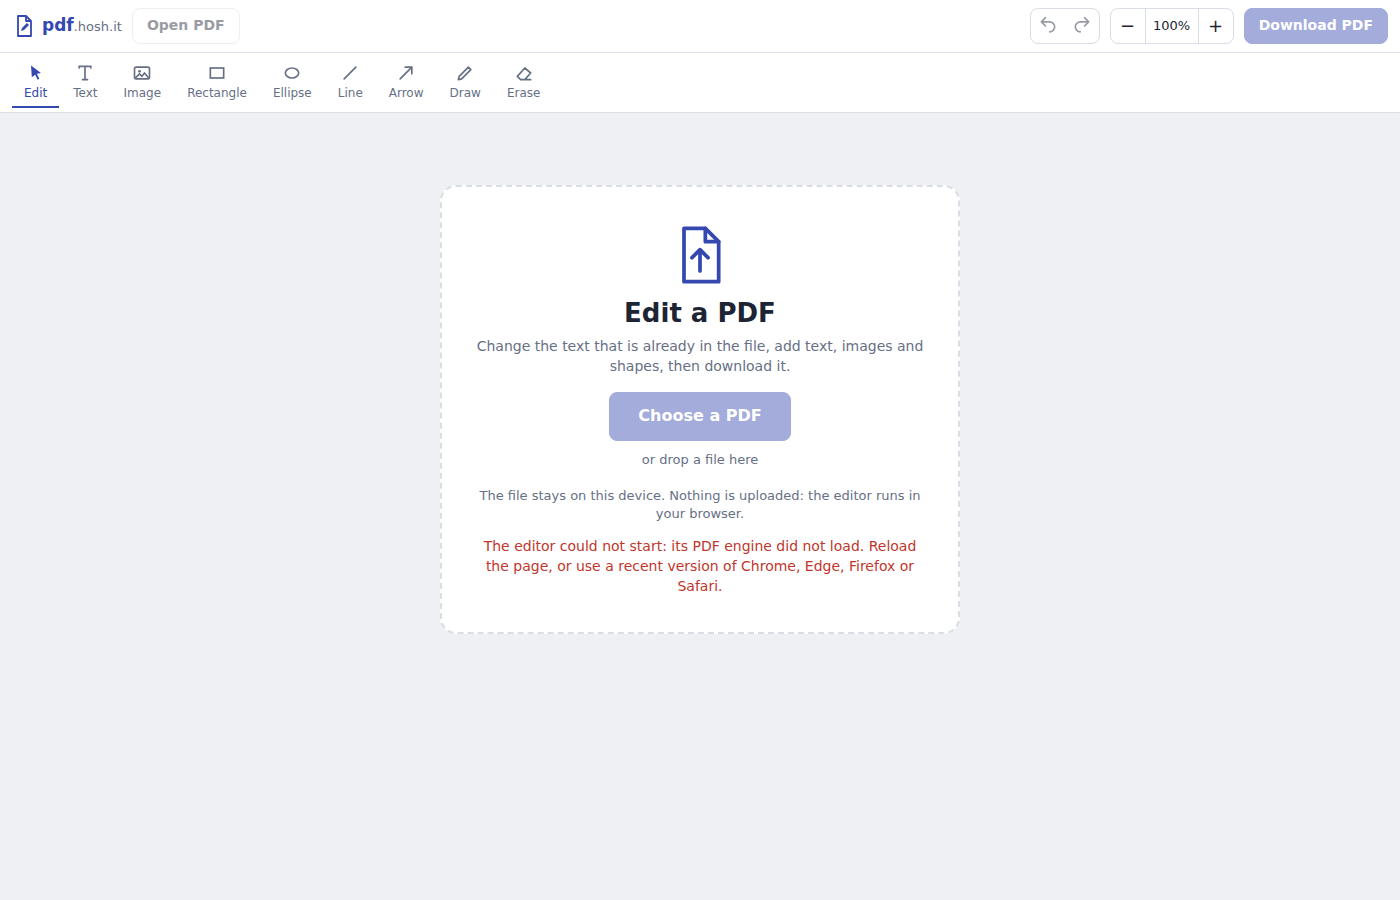 pdf.hosh.it
Open PDF
100%
Download PDF
Edit
Text
Image
Rectangle
Ellipse
Line
Arrow
Draw
Erase
Edit a PDF
Change the text that is already in the file, add text, images and
shapes, then download it.
Choose a PDF
or drop a file here
The file stays on this device. Nothing is uploaded: the editor runs in
your browser.
The editor could not start: its PDF engine did not load. Reload
the page, or use a recent version of Chrome, Edge, Firefox or
Safari.